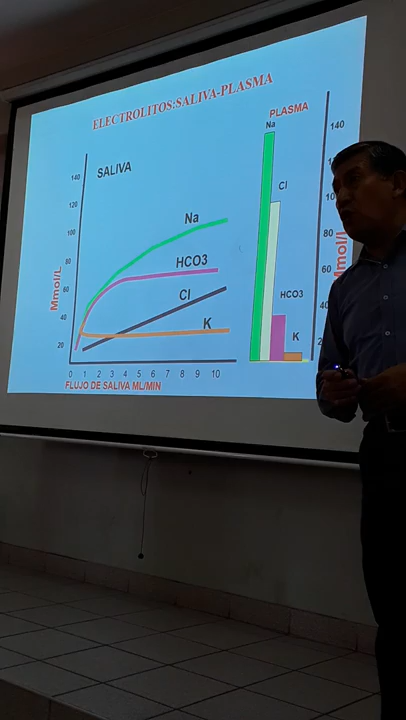 ELECTROLITOS:SALIVA-PLASMA
SALIVA
140
120
100
80
60
40
20
Mmol/L
Na
HCO3
Cl
K
0 1 2 3 4 5 6 7 8 9 10
FLUJO DE SALIVA ML/MIN
PLASMA
Na
Cl
HCO3
K
140
80
60
Mmol/l